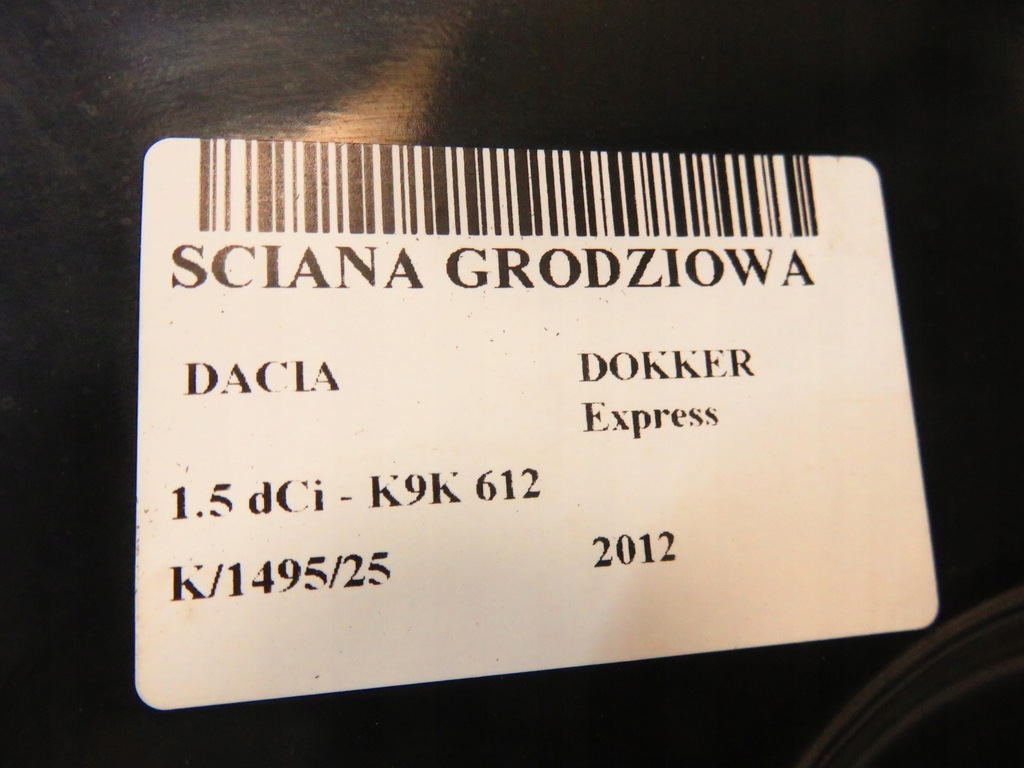 SCIANA GRODZIOWA
DACIA DOKKER
Express
1.5 dCi - K9K 612
K/1495/25 2012